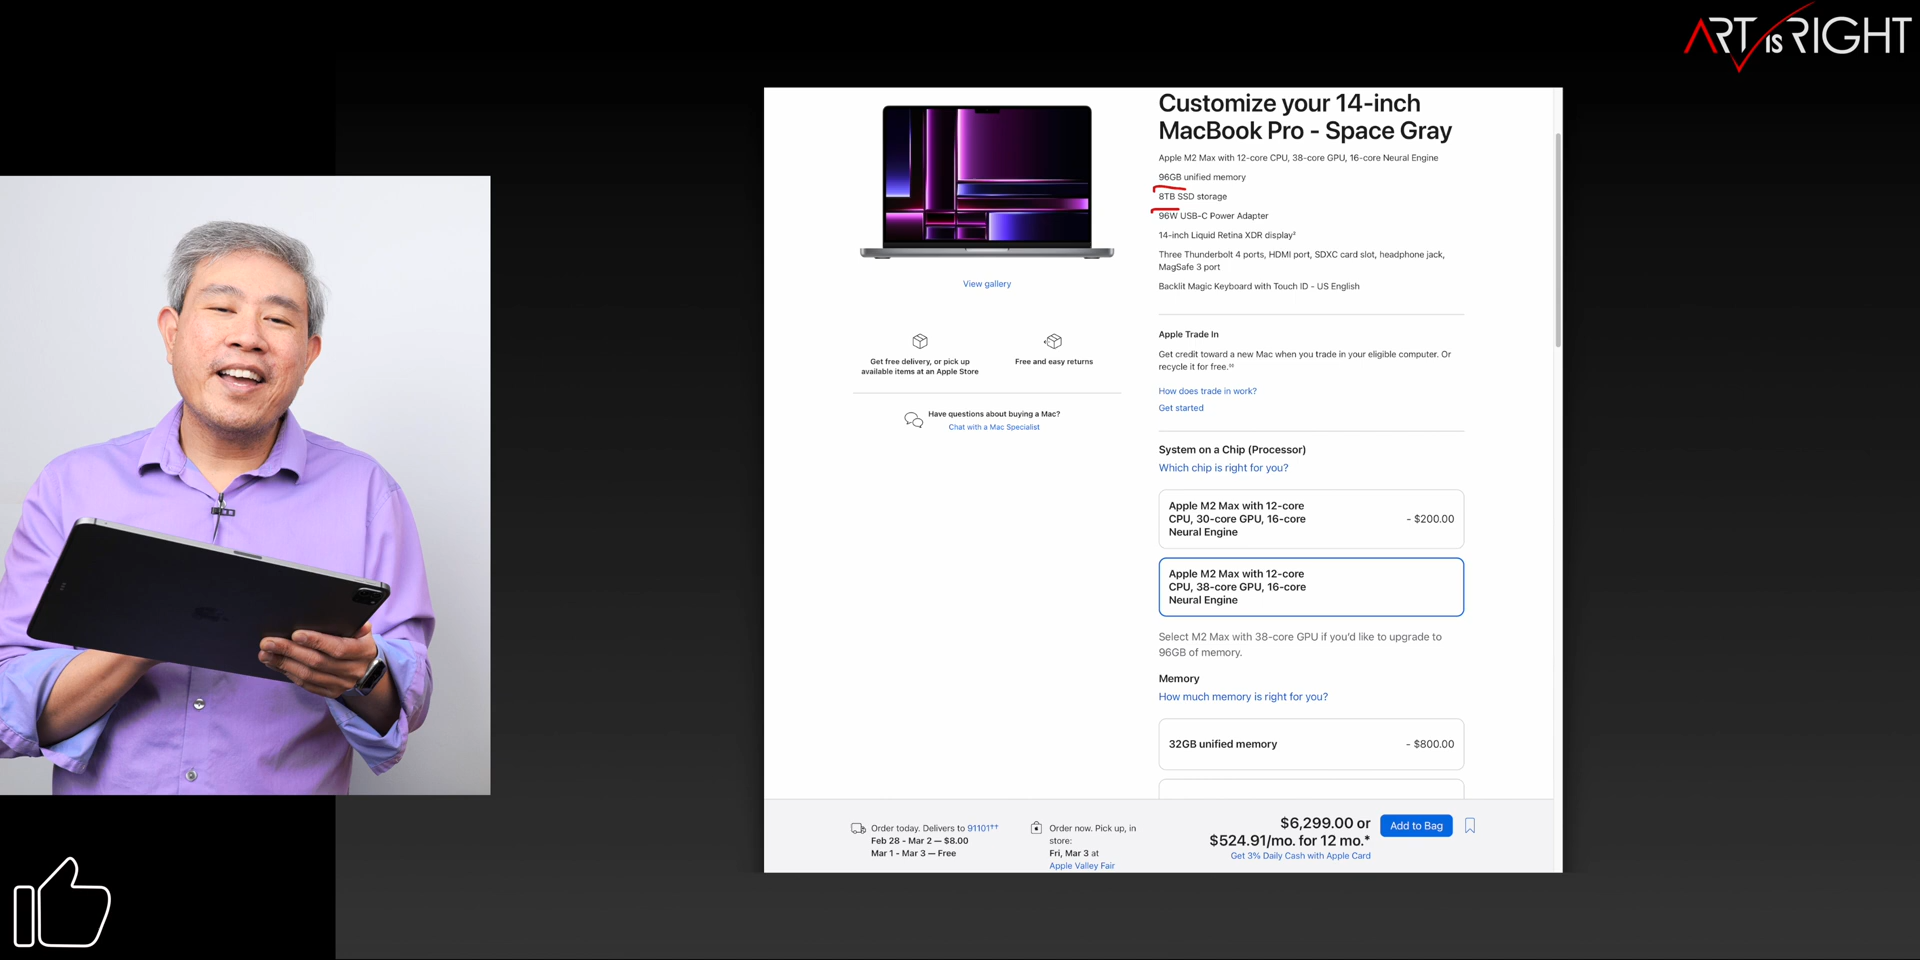 ART IS RIGHT
Customize your 14-inch
MacBook Pro - Space Gray
Apple M2 Max with 12-core CPU, 38-core GPU, 16-core Neural Engine
96GB unified memory
8TB SSD storage
96W USB-C Power Adapter
14-inch Liquid Retina XDR display²
Three Thunderbolt 4 ports, HDMI port, SDXC card slot, headphone jack,
MagSafe 3 port
Backlit Magic Keyboard with Touch ID - US English
View gallery
Get free delivery, or pick up
available items at an Apple Store
Free and easy returns
Have questions about buying a Mac?
Chat with a Mac Specialist
Apple Trade In
Get credit toward a new Mac when you trade in your eligible computer. Or
recycle it for free.
How does trade in work?
Get started
System on a Chip (Processor)
Which chip is right for you?
Apple M2 Max with 12-core
CPU, 30-core GPU, 16-core
Neural Engine
- $200.00
Apple M2 Max with 12-core
CPU, 38-core GPU, 16-core
Neural Engine
Select M2 Max with 38-core GPU if you'd like to upgrade to
96GB of memory.
Memory
How much memory is right for you?
32GB unified memory
- $800.00
Order today. Delivers to 91101††
Feb 28 - Mar 2 — $8.00
Mar 1 - Mar 3 — Free
Order now. Pick up, in
store:
Fri, Mar 3 at
Apple Valley Fair
$6,299.00 or
$524.91/mo. for 12 mo.*
Get 3% Daily Cash with Apple Card
Add to Bag